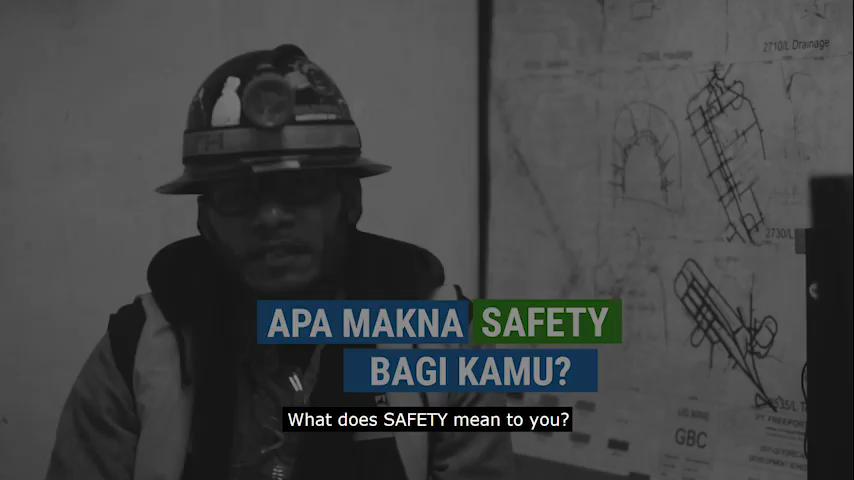 2710/L Drainage
2730/L
APA MAKNA SAFETY
BAGI KAMU?
What does SAFETY mean to you?
GBC